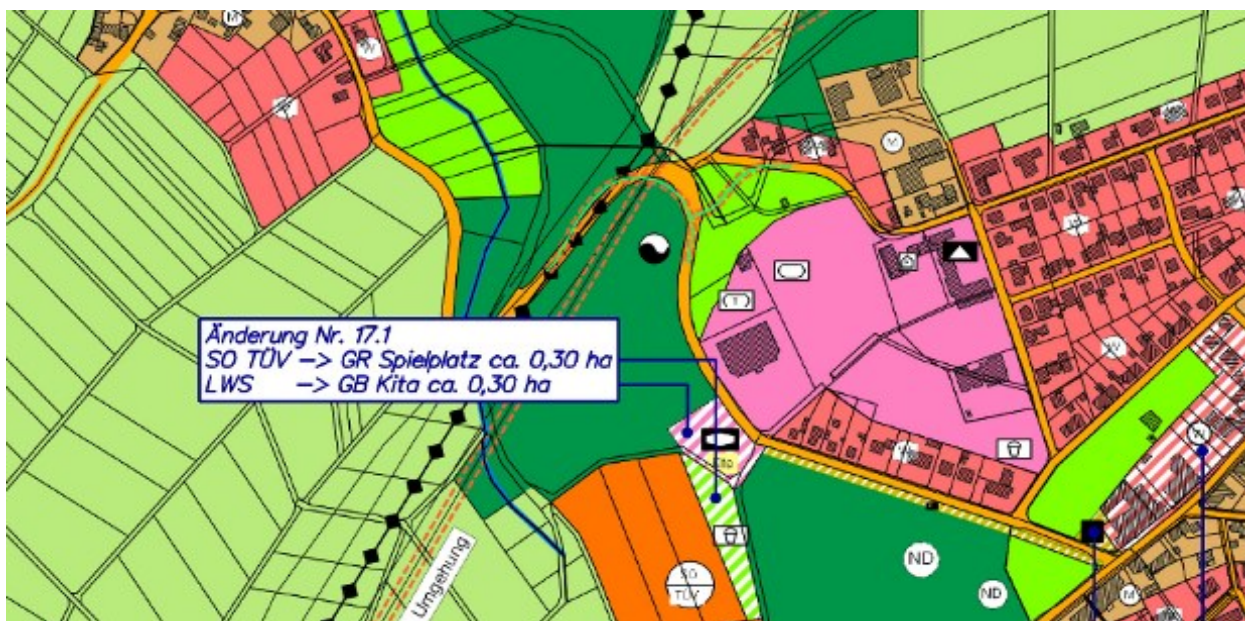 M
W
M
Änderung Nr. 17.1
SO TÜV -> GR Spielplatz ca. 0,30 ha
LWS -> GB Kita ca. 0,30 ha
T
W
W
W
Kita
W
SO
TÜV
ND
ND
M
Umgehung